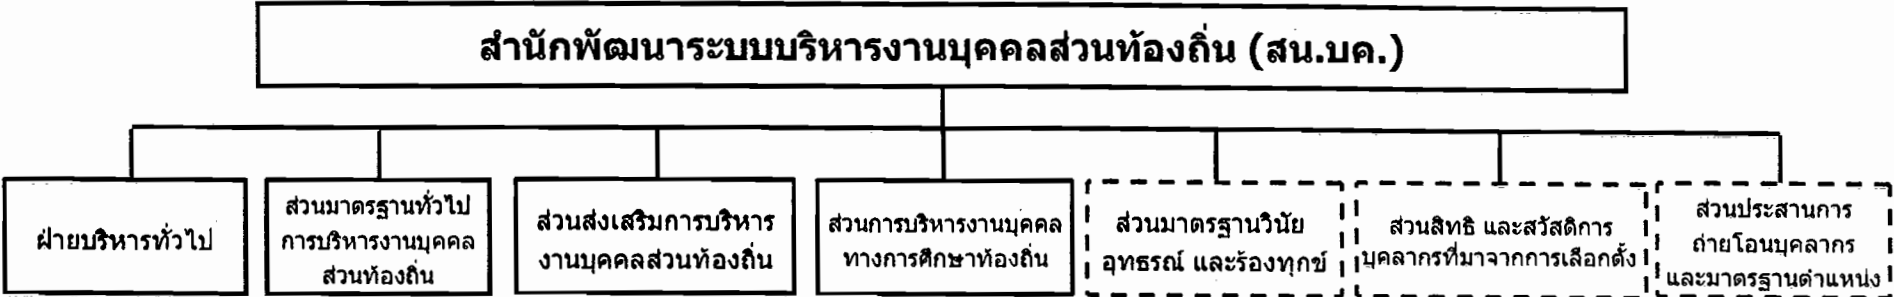 สำนักพัฒนาระบบบริหารงานบุคคลส่วนท้องถิ่น (สน.บค.)
ฝ่ายบริหารทั่วไป
ส่วนมาตรฐานทั่วไป
การบริหารงานบุคคล
ส่วนท้องถิ่น
ส่วนส่งเสริมการบริหาร
งานบุคคลส่วนท้องถิ่น
ส่วนการบริหารงานบุคคล
ทางการศึกษาท้องถิ่น
ส่วนมาตรฐานวินัย
อุทธรณ์ และร้องทุกข์
ส่วนสิทธิ และสวัสดิการ
บุคลากรที่มาจากการเลือกตั้ง
ส่วนประสานการ
ถ่ายโอนบุคลากร
และมาตรฐานตำแหน่ง